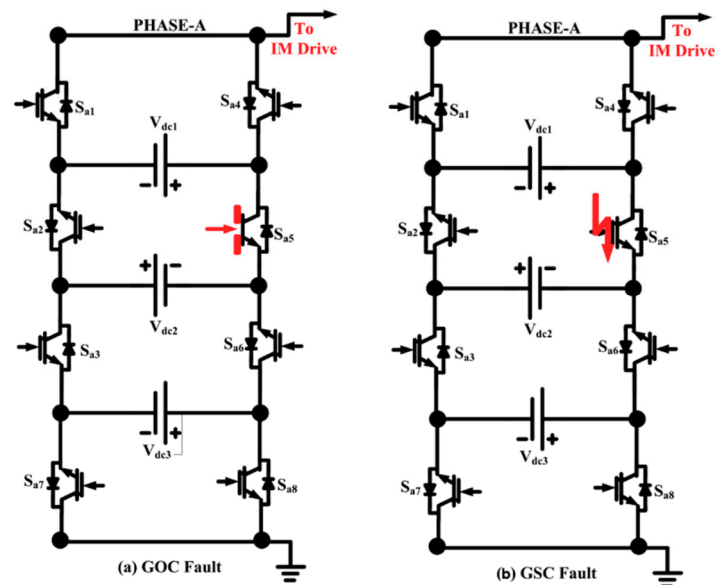 PHASE-A
To
IM Drive
Sa1
Sa4
Vdc1
- +
Sa2
Sa5
+ -
Vdc2
Sa3
Sa6
- +
Vdc3
Sa7
Sa8
(a) GOC Fault
PHASE-A
To
IM Drive
Sa1
Sa4
Vdc1
- +
Sa2
Sa5
+ -
Vdc2
Sa3
Sa6
- +
Vdc3
Sa7
Sa8
(b) GSC Fault